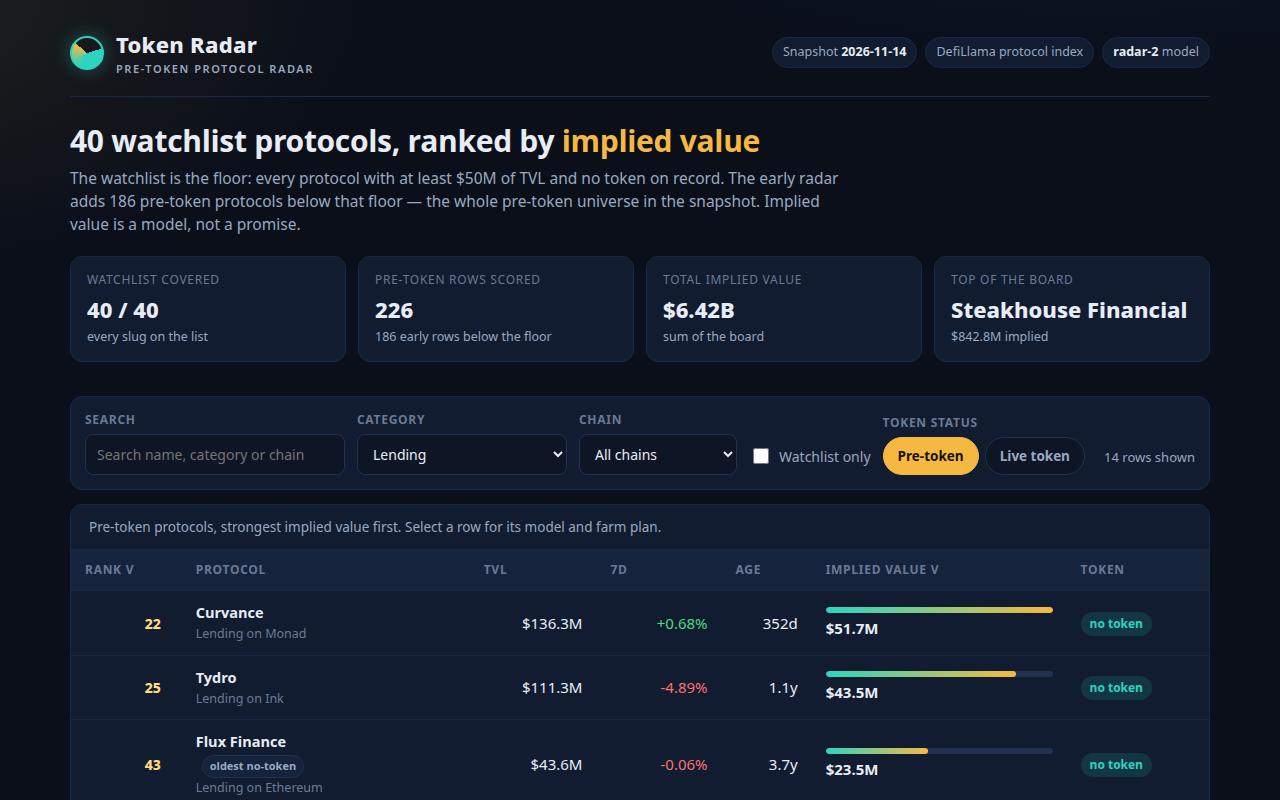 Token Radar
PRE-TOKEN PROTOCOL RADAR
Snapshot 2026-11-14
DefiLlama protocol index
radar-2 model
40 watchlist protocols, ranked by implied value
The watchlist is the floor: every protocol with at least $50M of TVL and no token on record. The early radar
adds 186 pre-token protocols below that floor — the whole pre-token universe in the snapshot. Implied
value is a model, not a promise.
WATCHLIST COVERED
40 / 40
every slug on the list
PRE-TOKEN ROWS SCORED
226
186 early rows below the floor
TOTAL IMPLIED VALUE
$6.42B
sum of the board
TOP OF THE BOARD
Steakhouse Financial
$842.8M implied
SEARCH
Search name, category or chain
CATEGORY
Lending
CHAIN
All chains
Watchlist only
TOKEN STATUS
Pre-token
Live token
14 rows shown
Pre-token protocols, strongest implied value first. Select a row for its model and farm plan.
RANK V PROTOCOL TVL 7D AGE IMPLIED VALUE V TOKEN
22 Curvance $136.3M +0.68% 352d $51.7M no token
Lending on Monad
25 Tydro $111.3M -4.89% 1.1y $43.5M no token
Lending on Ink
43 Flux Finance $43.6M -0.06% 3.7y $23.5M no token
oldest no-token
Lending on Ethereum